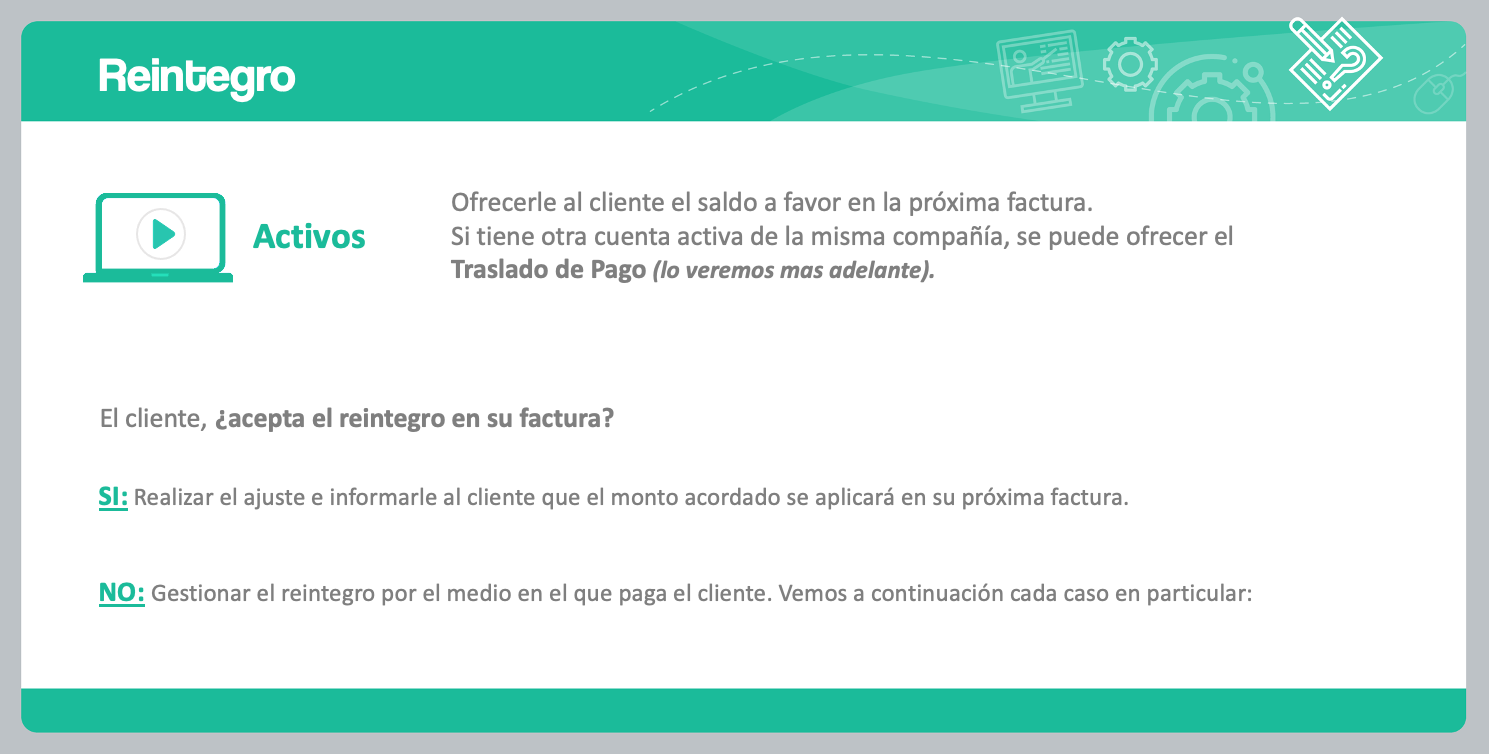 Reintegro
Activos
Ofrecerle al cliente el saldo a favor en la próxima factura.
Si tiene otra cuenta activa de la misma compañía, se puede ofrecer el
Traslado de Pago (lo veremos mas adelante).
El cliente, ¿acepta el reintegro en su factura?
SI: Realizar el ajuste e informarle al cliente que el monto acordado se aplicará en su próxima factura.
NO: Gestionar el reintegro por el medio en el que paga el cliente. Vemos a continuación cada caso en particular: